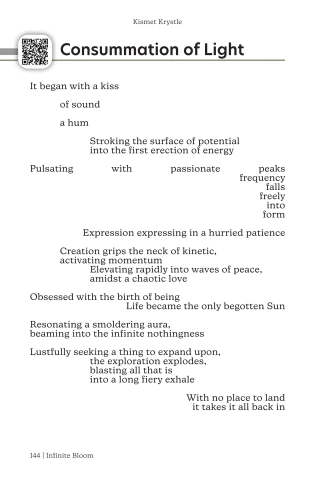 Kismet Krystle
Consummation of Light
It began with a kiss
of sound
a hum
Stroking the surface of potential
into the first erection of energy
Pulsating with passionate peaks
frequency
falls
freely
into
form
Expression expressing in a hurried patience
Creation grips the neck of kinetic,
activating momentum
Elevating rapidly into waves of peace,
amidst a chaotic love
Obsessed with the birth of being
Life became the only begotten Sun
Resonating a smoldering aura,
beaming into the infinite nothingness
Lustfully seeking a thing to expand upon,
the exploration explodes,
blasting all that is
into a long fiery exhale
With no place to land
it takes it all back in
144 | Infinite Bloom